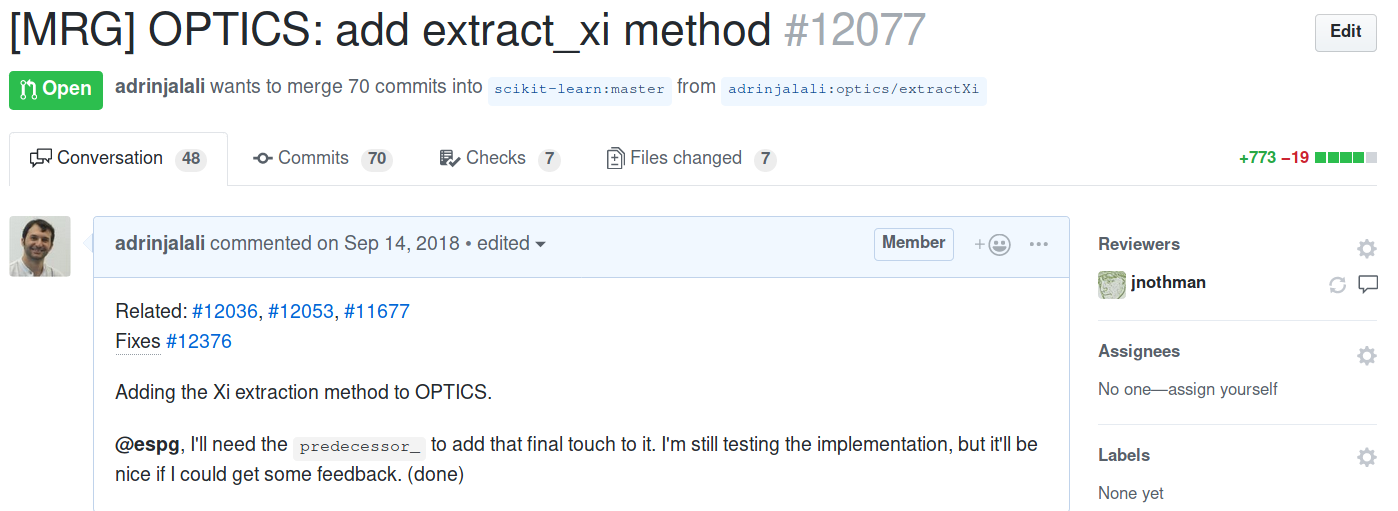 [MRG] OPTICS: add extract_xi method #12077
Edit
Open
adrinjalali wants to merge 70 commits into scikit-learn:master from adrinjalali:optics/extractXi
Conversation 48
Commits 70
Checks 7
Files changed 7
+773 −19
adrinjalali commented on Sep 14, 2018 • edited
Member
Related: #12036, #12053, #11677
Fixes #12376
Adding the Xi extraction method to OPTICS.
@espg, I'll need the predecessor_ to add that final touch to it. I'm still testing the implementation, but it'll be
nice if I could get some feedback. (done)
Reviewers
jnothman
Assignees
No one—assign yourself
Labels
None yet